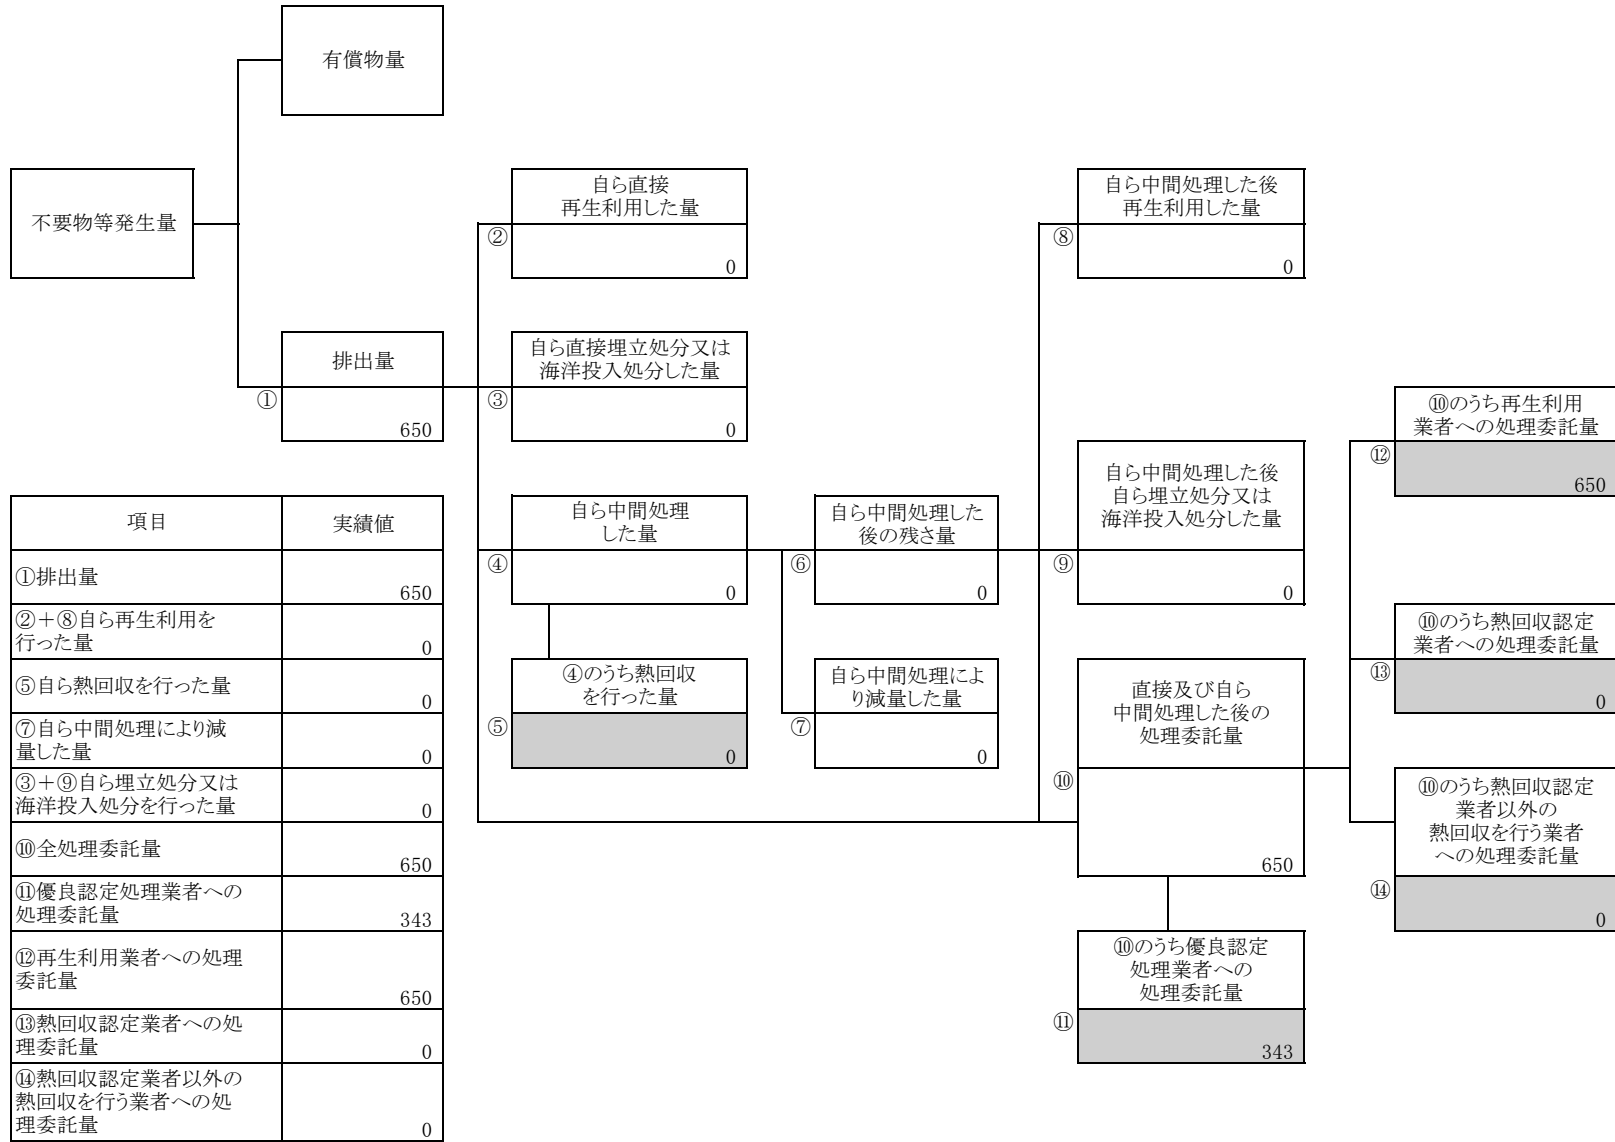 有償物量
不要物等発生量
自ら直接
再生利用した量
②
0
自ら中間処理した後
再生利用した量
⑧
0
排出量
①
650
自ら直接埋立処分又は
海洋投入処分した量
③
0
⑩のうち再生利用
業者への処理委託量
⑫
650
自ら中間処理
した量
④
0
自ら中間処理した
後の残さ量
⑥
0
自ら中間処理した後
自ら埋立処分又は
海洋投入処分した量
⑨
0
⑩のうち熱回収認定
業者への処理委託量
⑬
0
④のうち熱回収
を行った量
⑤
0
自ら中間処理によ
り減量した量
⑦
0
直接及び自ら
中間処理した後の
処理委託量
⑩
650
⑩のうち熱回収認定
業者以外の
熱回収を行う業者
への処理委託量
⑭
0
⑩のうち優良認定
処理業者への
処理委託量
⑪
343
項目 実績値
①排出量
650
②＋⑧自ら再生利用を
行った量
0
⑤自ら熱回収を行った量
0
⑦自ら中間処理により減
量した量
0
③＋⑨自ら埋立処分又は
海洋投入処分を行った量
0
⑩全処理委託量
650
⑪優良認定処理業者への
処理委託量
343
⑫再生利用業者への処理
委託量
650
⑬熱回収認定業者への処
理委託量
0
⑭熱回収認定業者以外の
熱回収を行う業者への処
理委託量
0